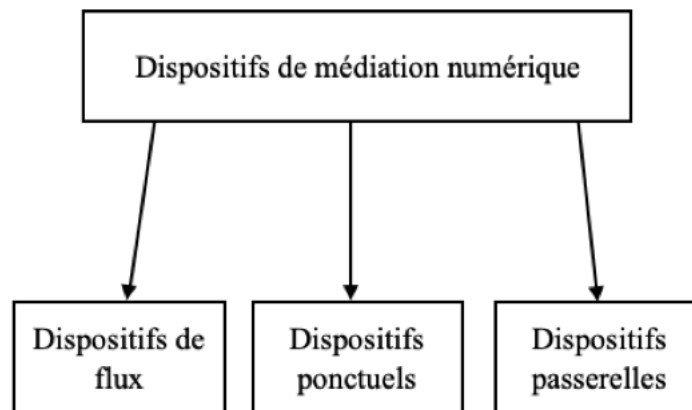 Dispositifs de médiation numérique
Dispositifs de
flux
Dispositifs
ponctuels
Dispositifs
passerelles